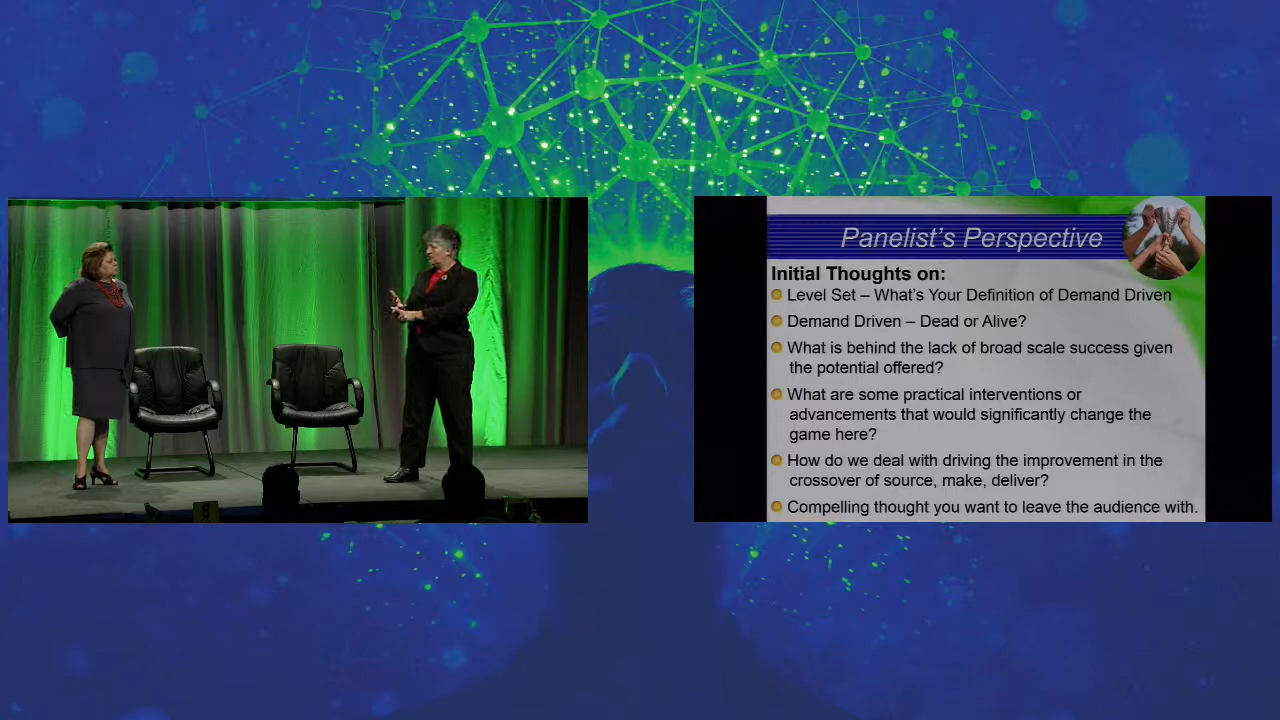 Panelist's Perspective
Initial Thoughts on:
Level Set – What's Your Definition of Demand Driven
Demand Driven – Dead or Alive?
What is behind the lack of broad scale success given
the potential offered?
What are some practical interventions or
advancements that would significantly change the
game here?
How do we deal with driving the improvement in the
crossover of source, make, deliver?
Compelling thought you want to leave the audience with.